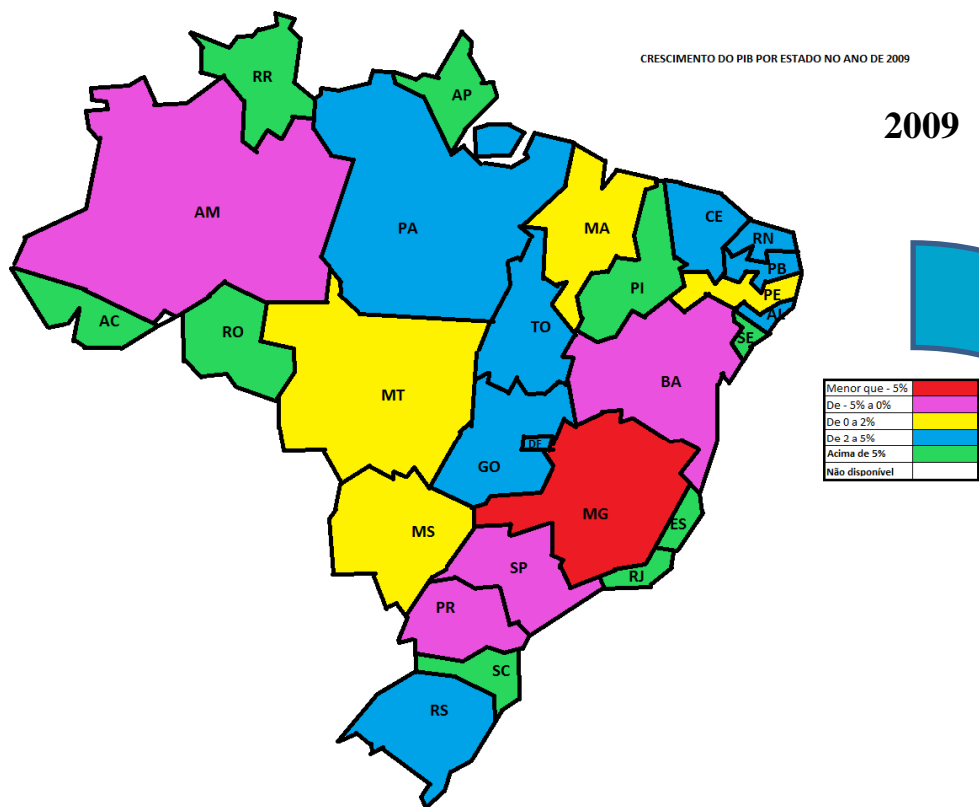 CRESCIMENTO DO PIB POR ESTADO NO ANO DE 2009
2009
RR
AP
AM
PA
MA
CE
RN
PB
PE
AL
SE
PI
AC
RO
TO
BA
MT
DF
GO
MG
ES
MS
RJ
SP
PR
SC
RS
Menor que - 5%
De - 5% a 0%
De 0 a 2%
De 2 a 5%
Acima de 5%
Não disponível